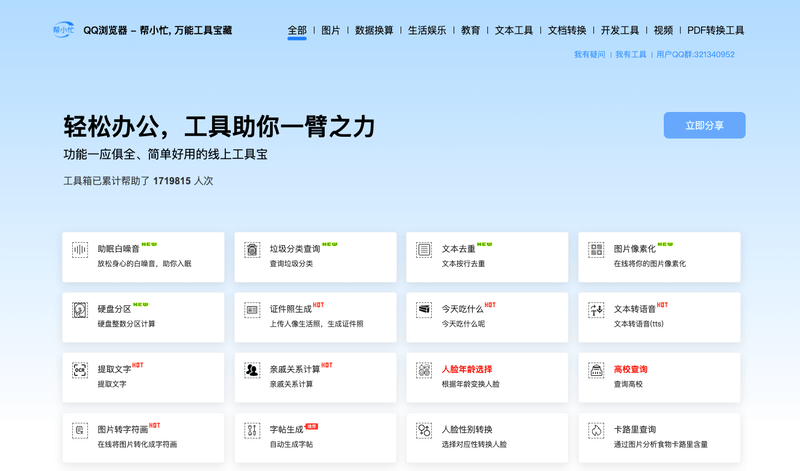 帮小忙 QQ浏览器 – 帮小忙, 万能工具宝藏 全部 | 图片 | 数据换算 | 生活娱乐 | 教育 | 文本工具 | 文档转换 | 开发工具 | 视频 | PDF转换工具
我有疑问 | 我有工具 | 用户QQ群:321340952
轻松办公，工具助你一臂之力
立即分享
功能一应俱全、简单好用的线上工具宝
工具箱已累计帮助了 1719815 人次
助眠白噪音 NEW
放松身心的白噪音，助你入眠
垃圾分类查询 NEW
查询垃圾分类
文本去重 NEW
文本按行去重
图片像素化 NEW
在线将你的图片像素化
硬盘分区 NEW
硬盘整数分区计算
证件照生成 HOT
上传人像生活照，生成证件照
今天吃什么 HOT
今天吃什么呢
文本转语音 HOT
文本转语音(tts)
OCR
提取文字 HOT
提取文字
亲戚关系计算 HOT
亲戚关系计算
人脸年龄选择
根据年龄变换人脸
高校查询
查询高校
图片转字符画 HOT
在线将图片转化成字符画
字帖生成
自动生成字帖
人脸性别转换
选择对应性转换人脸
卡路里查询
通过图片分析食物卡路里含量